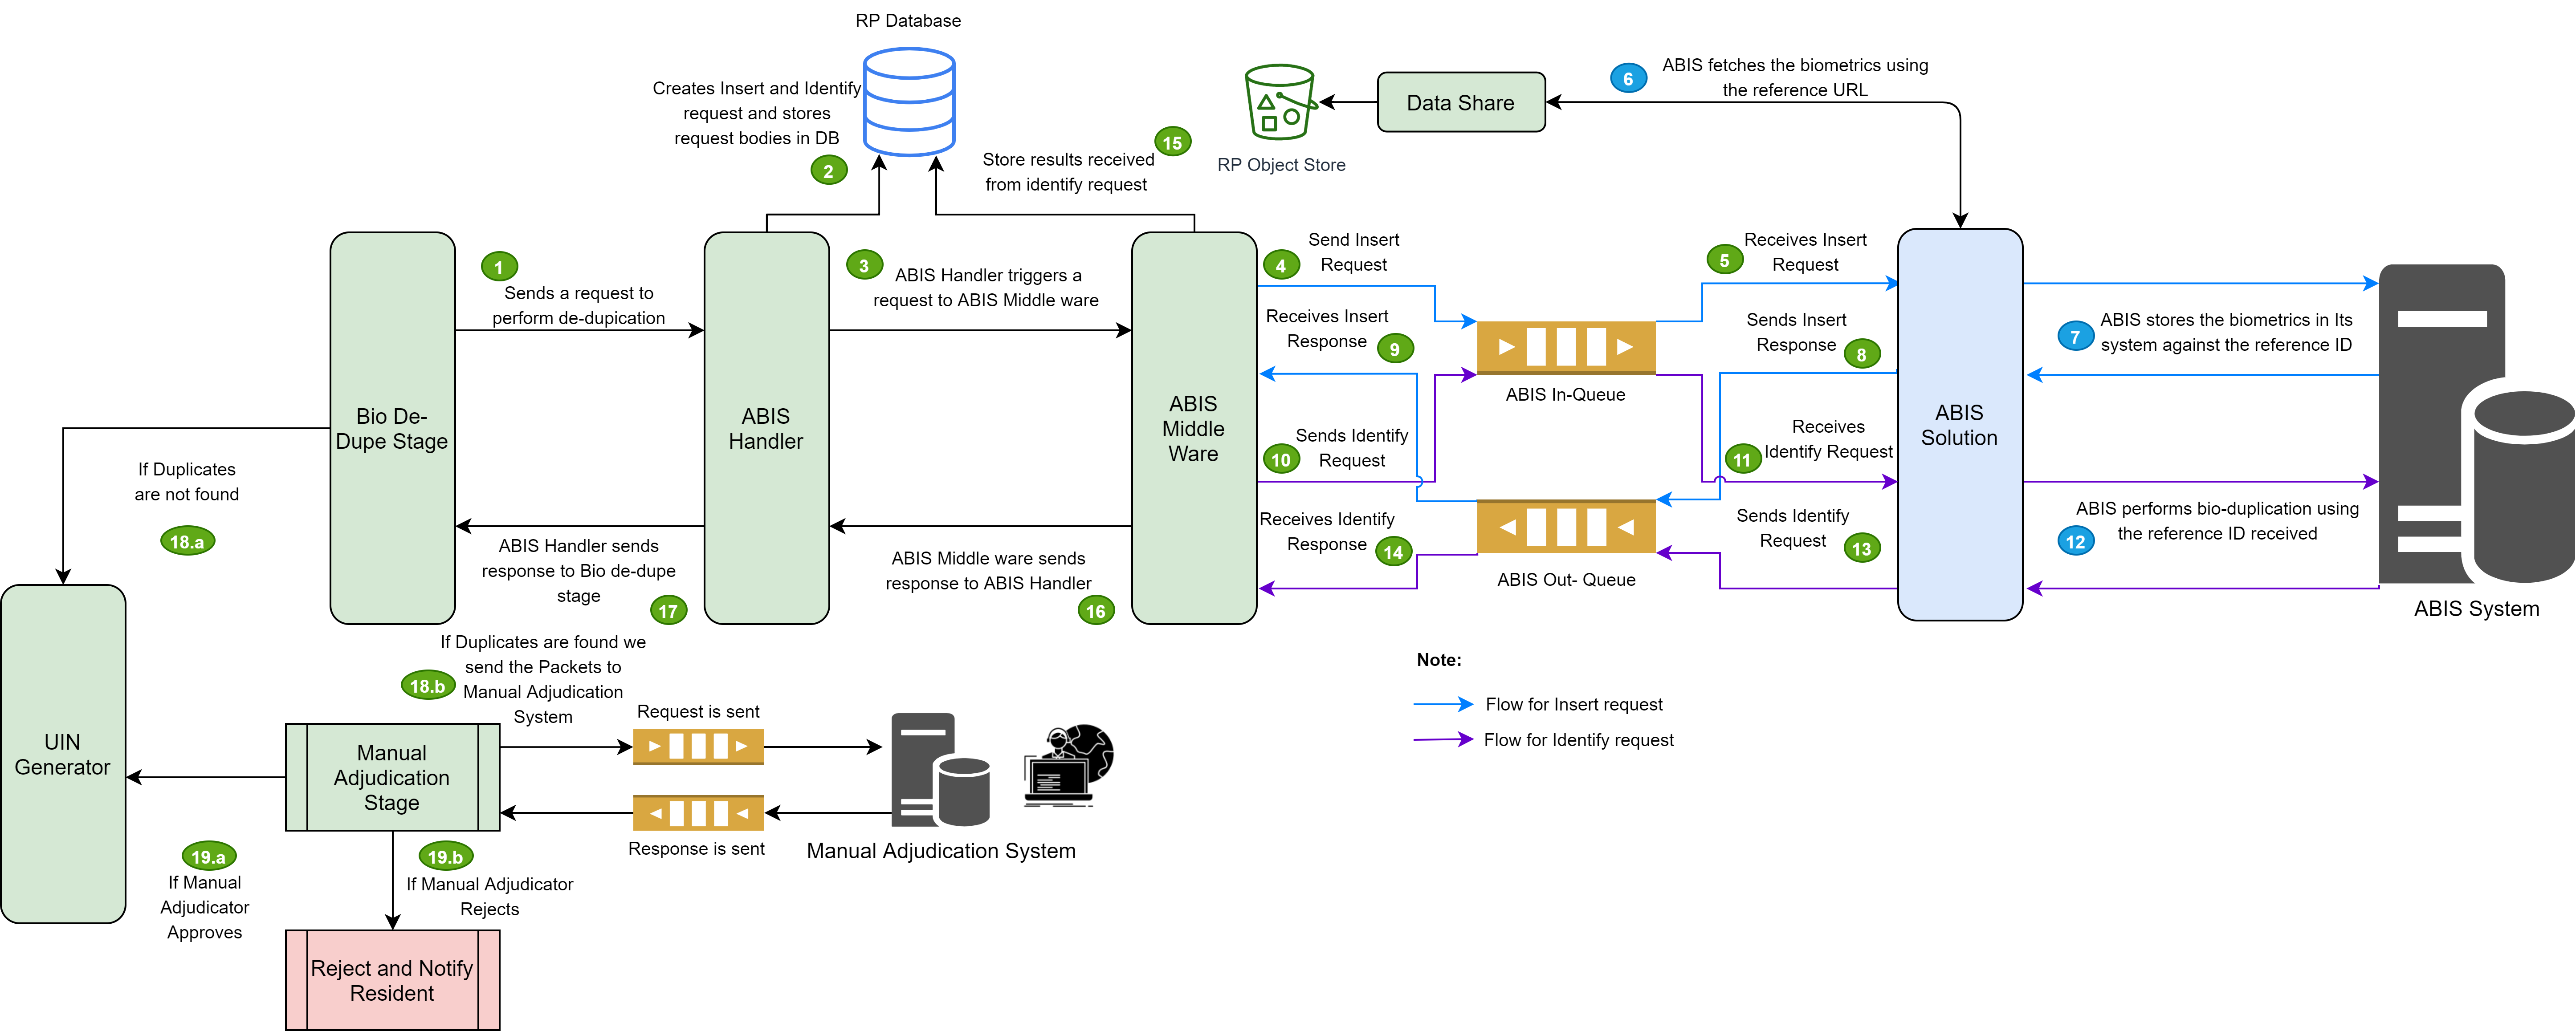 RP Database
Creates Insert and Identify
request and stores
request bodies in DB
2
Store results received
from identify request
15
RP Object Store
Data Share
6
ABIS fetches the biometrics using
the reference URL
Bio De-
Dupe Stage
1
Sends a request to
perform de-dupication
ABIS
Handler
3
ABIS Handler triggers a
request to ABIS Middle ware
ABIS
Middle
Ware
4
Send Insert
Request
5
Receives Insert
Request
Receives Insert
Response
9
ABIS In-Queue
Sends Insert
Response
8
ABIS
Solution
7
ABIS stores the biometrics in Its
system against the reference ID
10
Sends Identify
Request
11
Receives
Identify Request
Receives Identify
Response
14
ABIS Out- Queue
Sends Identify
Request
13
ABIS performs bio-duplication using
the reference ID received
12
ABIS System
If Duplicates
are not found
18.a
ABIS Handler sends
response to Bio de-dupe
stage
17
ABIS Middle ware sends
response to ABIS Handler
16
If Duplicates are found we
send the Packets to
Manual Adjudication
System
18.b
Note:
Flow for Insert request
Flow for Identify request
UIN
Generator
Manual
Adjudication
Stage
Request is sent
Response is sent
Manual Adjudication System
19.a
If Manual
Adjudicator
Approves
19.b
If Manual Adjudicator
Rejects
Reject and Notify
Resident